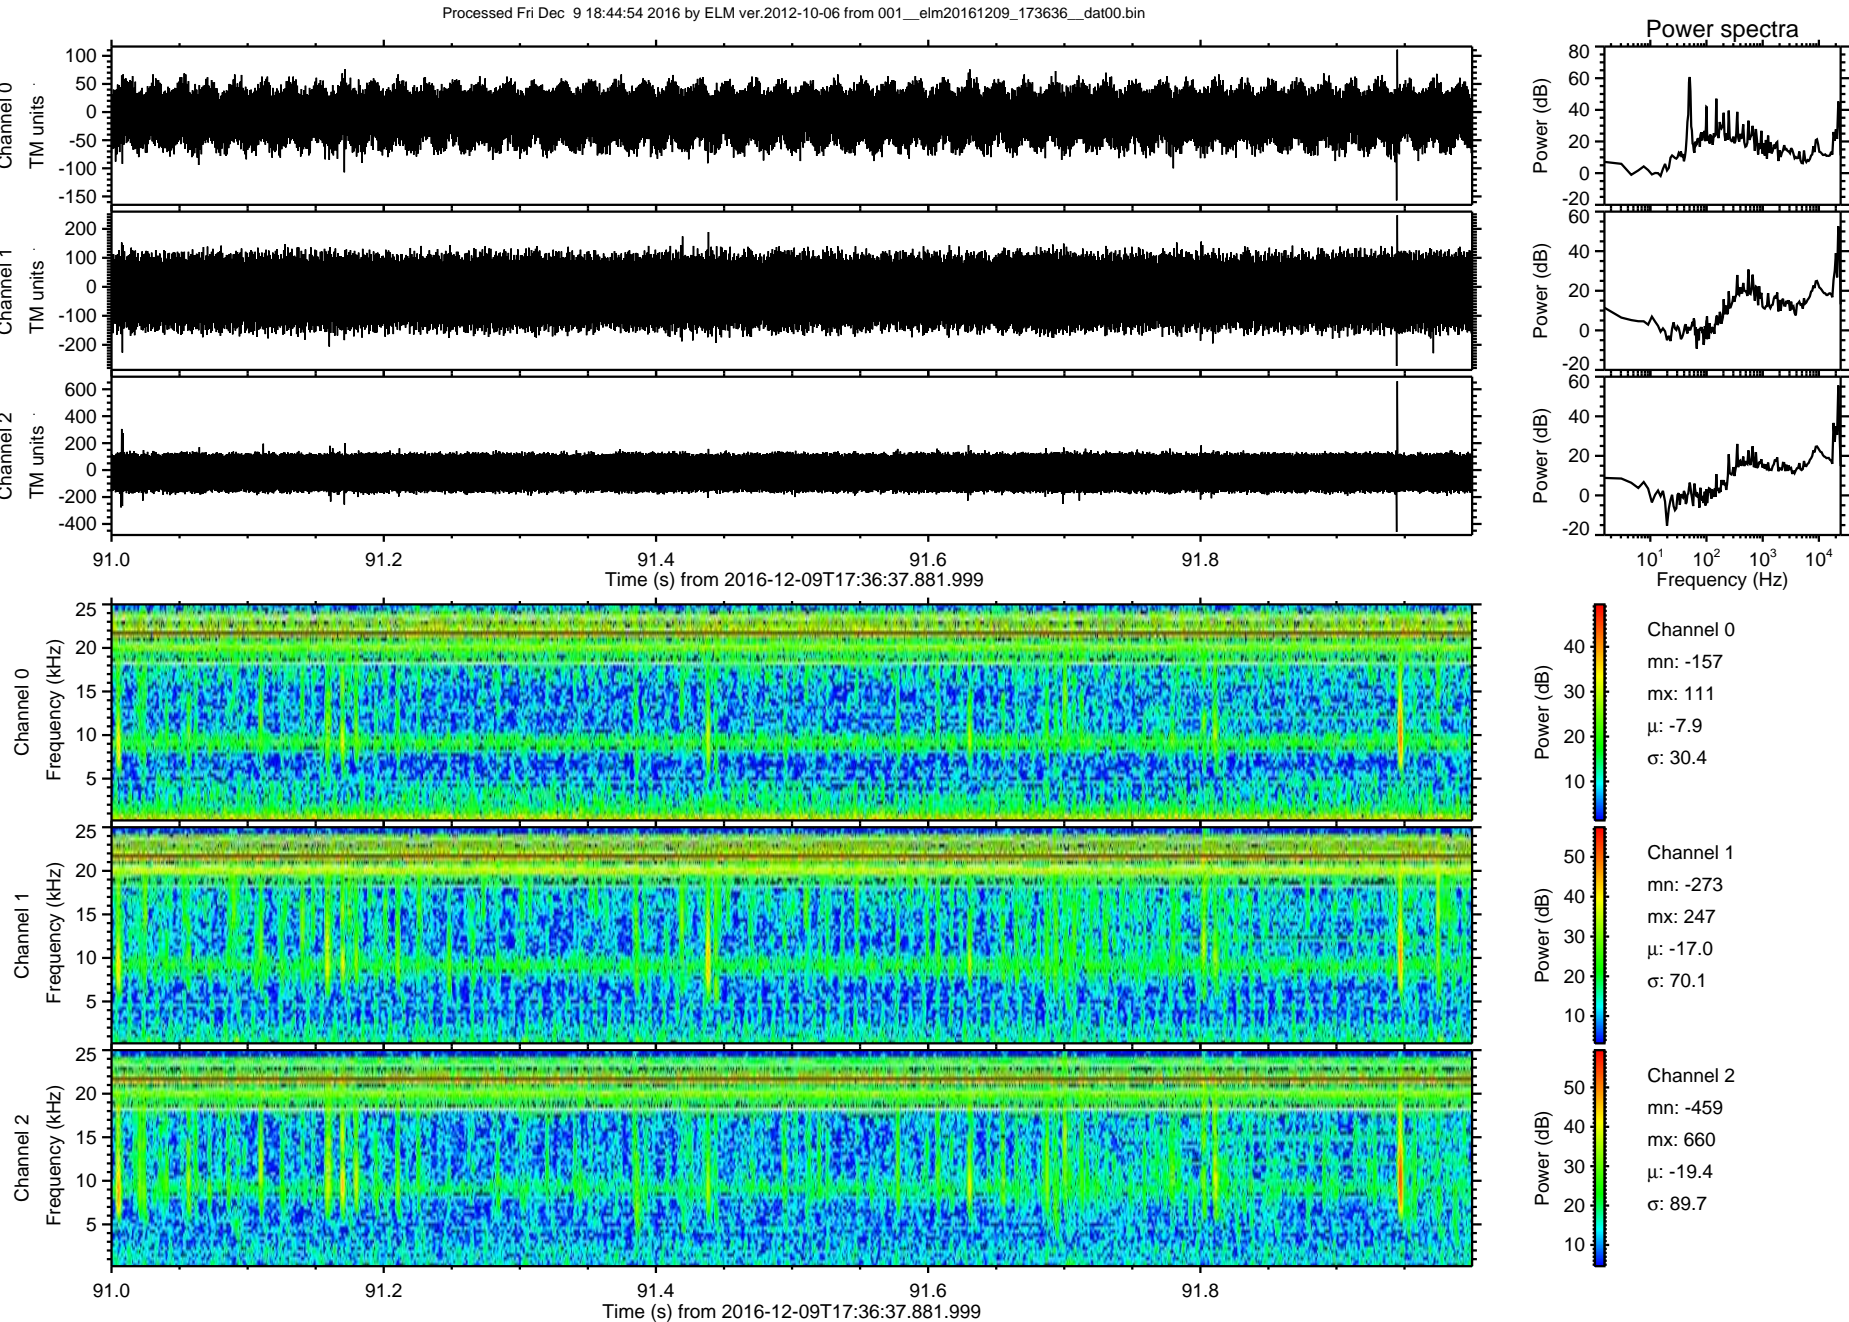 Processed Fri Dec  9 18:44:54 2016 by ELM ver.2012-10-06 from 001__elm20161209_173636__dat00.bin
Power spectra
Channel 0
TM units
100
50
0
-50
-100
-150
Power (dB)
80
60
40
20
0
-20
Channel 1
TM units
200
100
0
-100
-200
Power (dB)
60
40
20
0
-20
Channel 2
TM units
600
400
200
0
-200
-400
Power (dB)
60
40
20
0
-20
91.0 91.2 91.4 91.6 91.8
Time (s) from 2016-12-09T17:36:37.881.999
10^1 10^2 10^3 10^4
Frequency (Hz)
Channel 0
Frequency (kHz)
25
20
15
10
5
Power (dB)
40
30
20
10
Channel 0
mn: -157
mx: 111
μ: -7.9
σ: 30.4
Channel 1
Frequency (kHz)
25
20
15
10
5
Power (dB)
50
40
30
20
10
Channel 1
mn: -273
mx: 247
μ: -17.0
σ: 70.1
Channel 2
Frequency (kHz)
25
20
15
10
5
Power (dB)
50
40
30
20
10
Channel 2
mn: -459
mx: 660
μ: -19.4
σ: 89.7
91.0 91.2 91.4 91.6 91.8
Time (s) from 2016-12-09T17:36:37.881.999